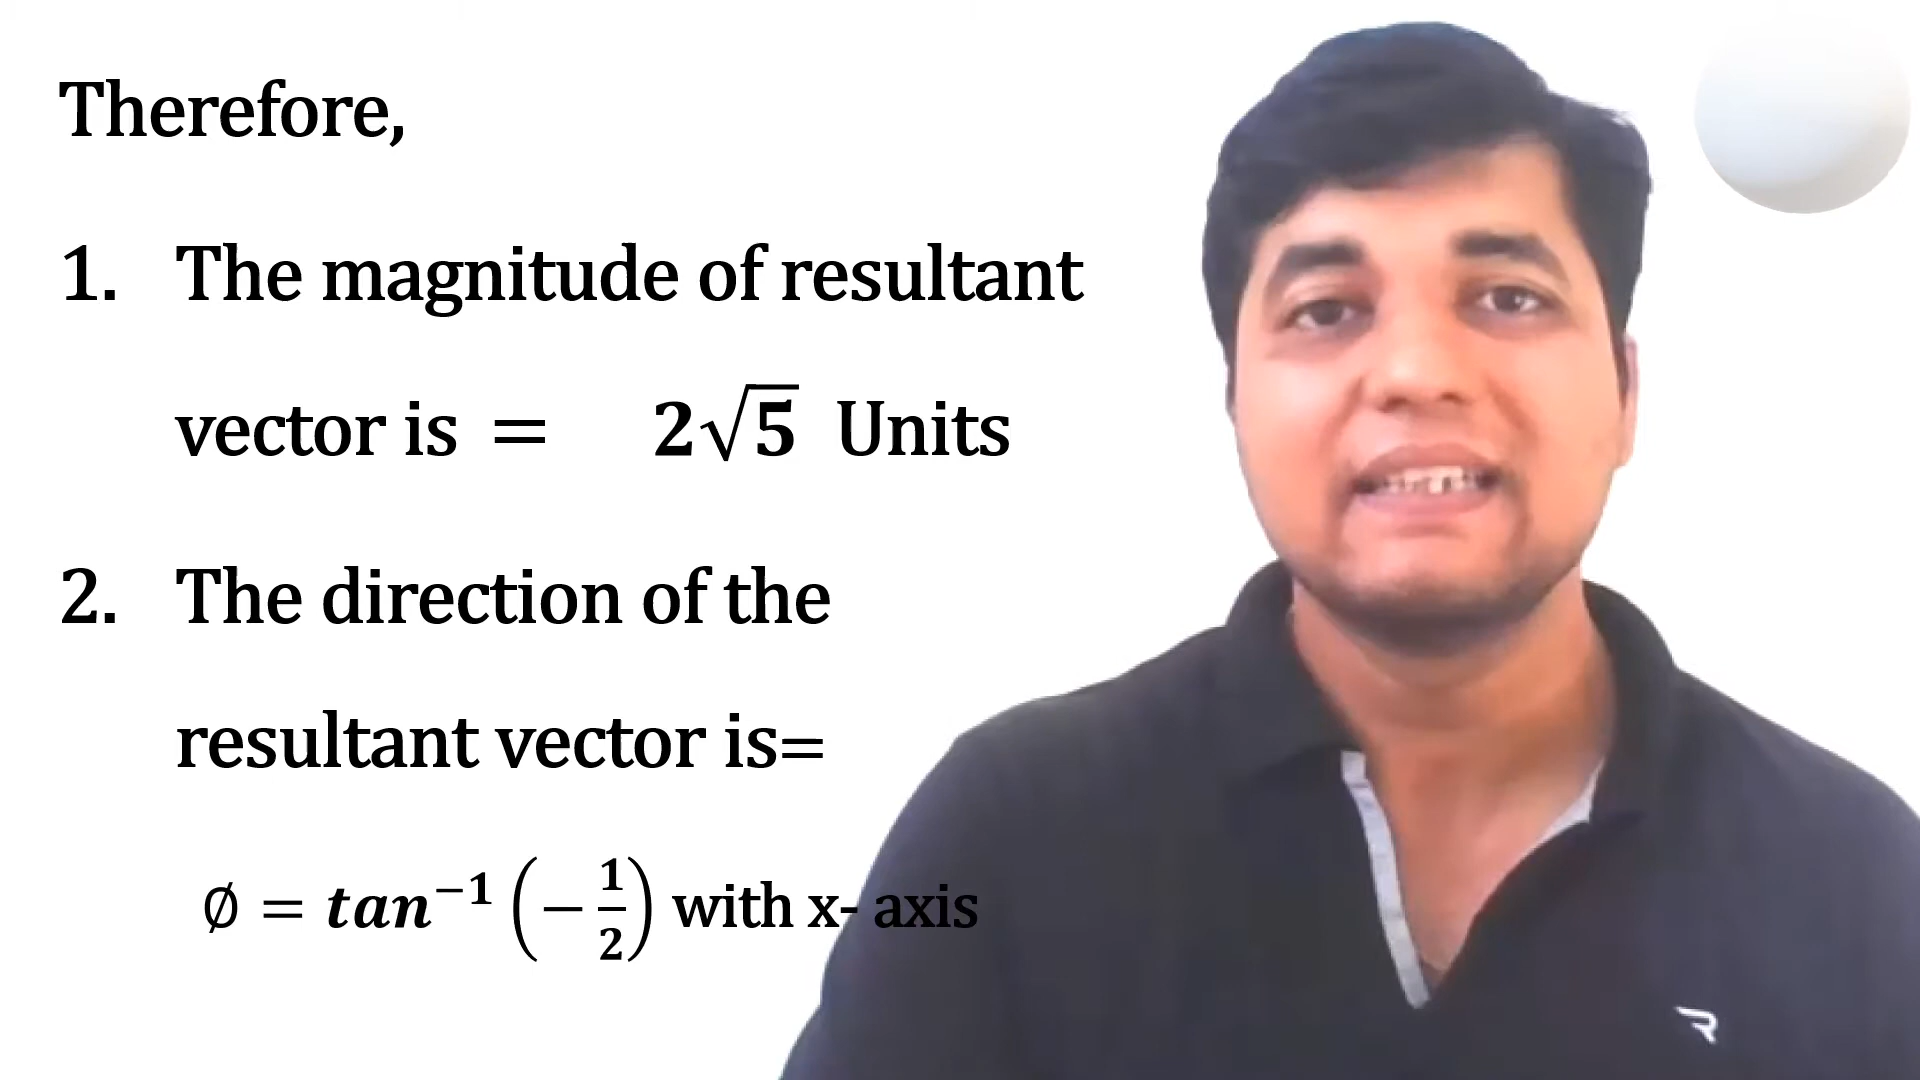 Therefore,
1. The magnitude of resultant
vector is = 2√5 Units
2. The direction of the
resultant vector is=
∅ = tan⁻¹ (−1/2) with x- axis